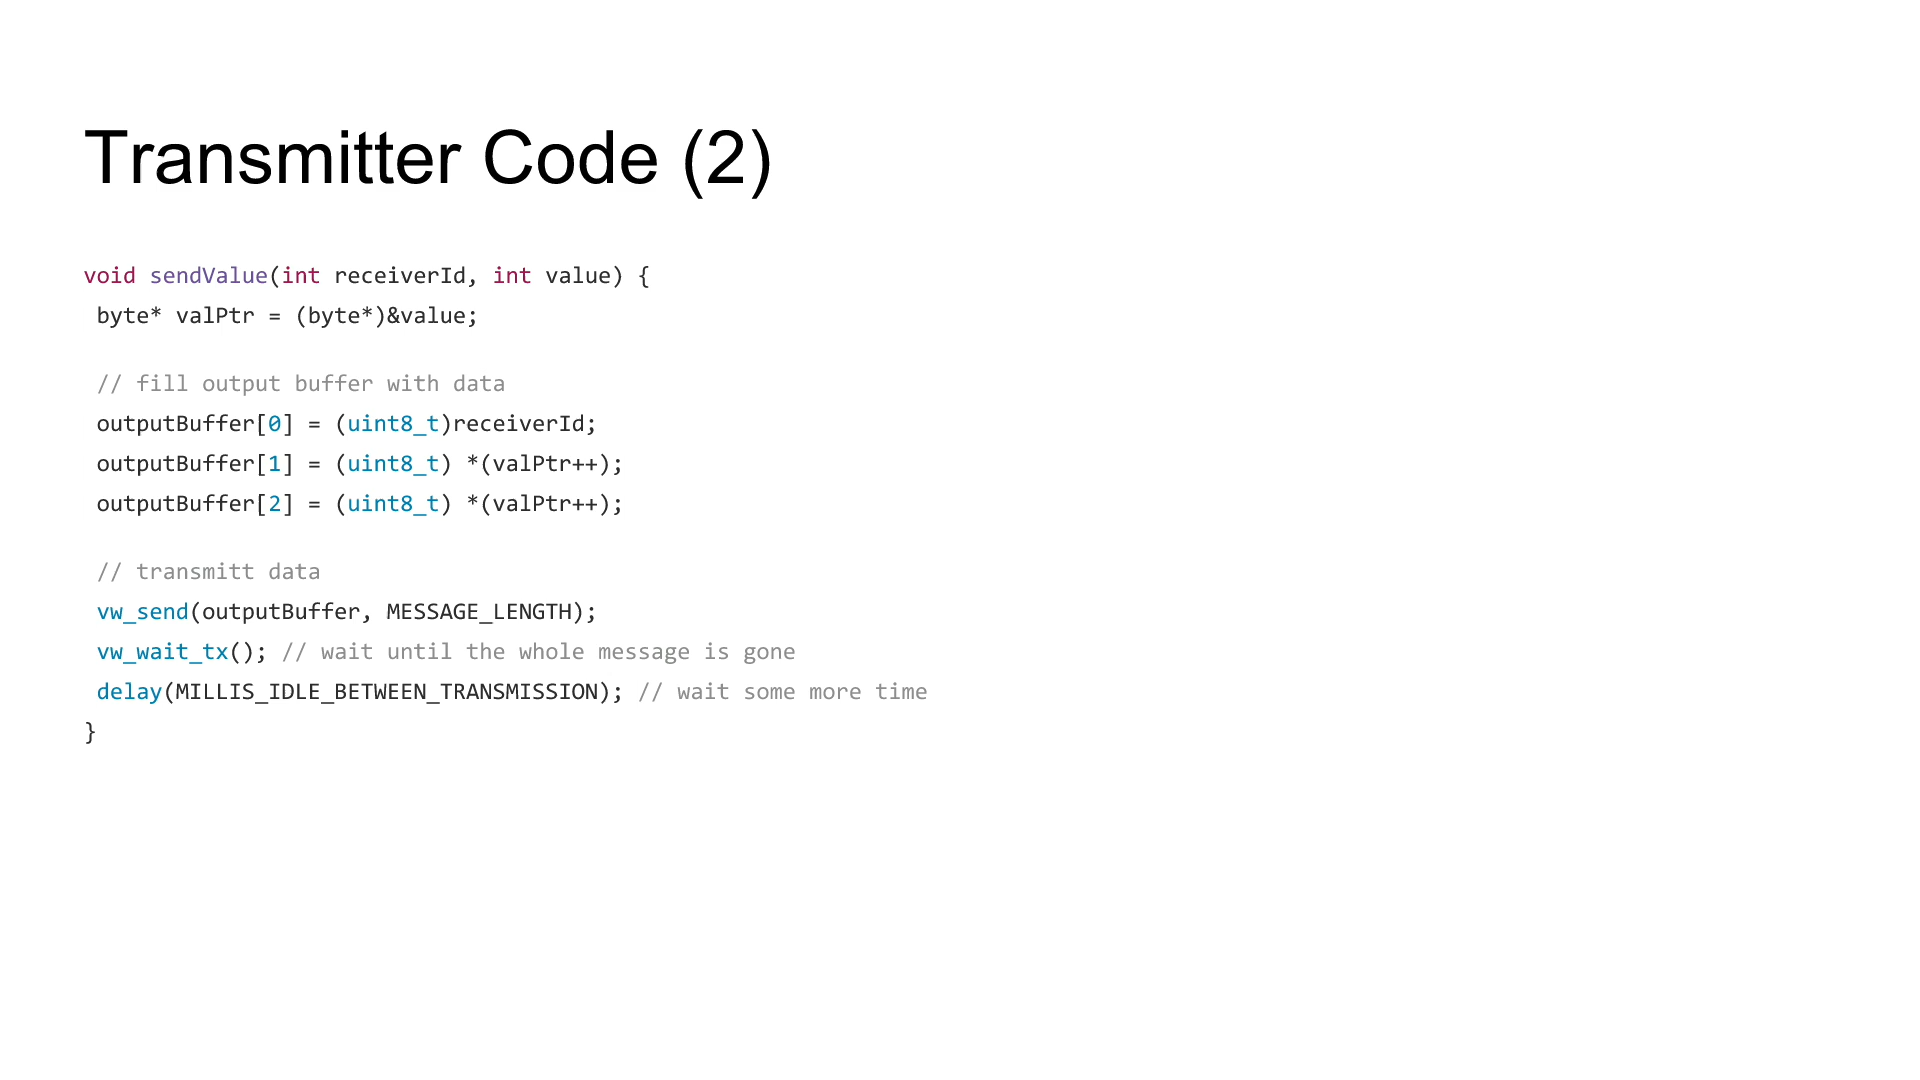 Transmitter Code (2)
void sendValue(int receiverId, int value) {
 byte* valPtr = (byte*)&value;
 // fill output buffer with data
 outputBuffer[0] = (uint8_t)receiverId;
 outputBuffer[1] = (uint8_t) *(valPtr++);
 outputBuffer[2] = (uint8_t) *(valPtr++);
 // transmitt data
 vw_send(outputBuffer, MESSAGE_LENGTH);
 vw_wait_tx(); // wait until the whole message is gone
 delay(MILLIS_IDLE_BETWEEN_TRANSMISSION); // wait some more time
}